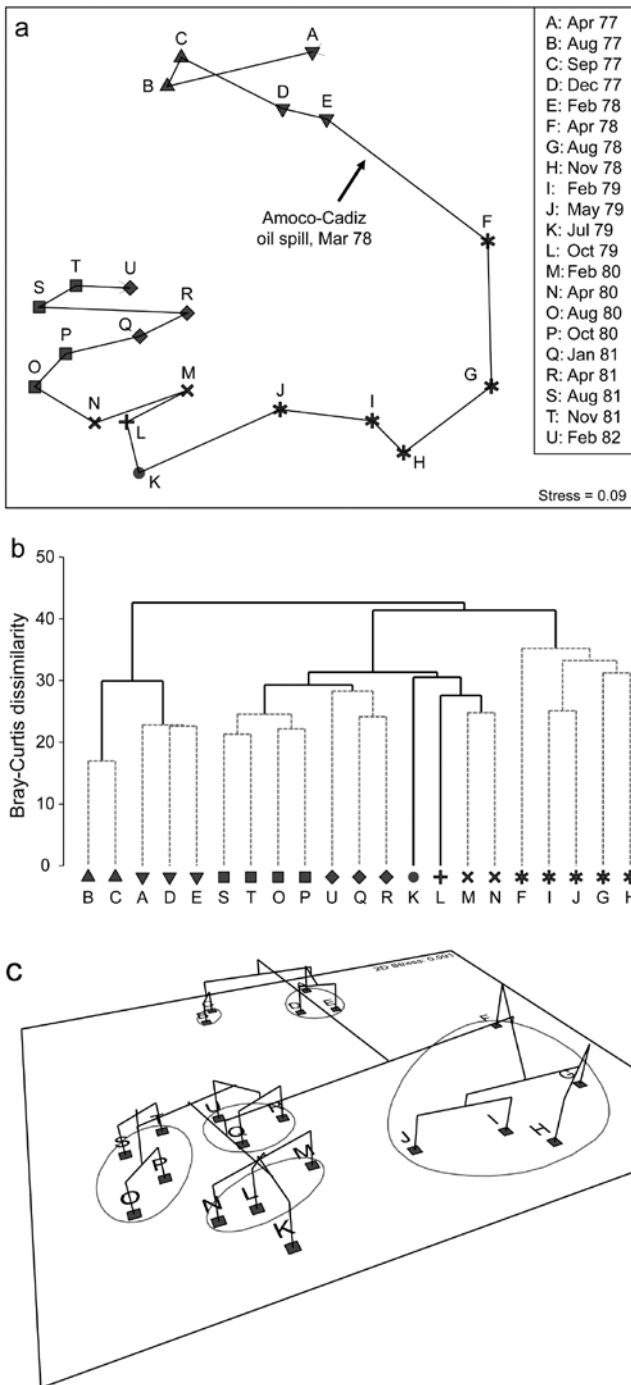 a
A: Apr 77
B: Aug 77
C: Sep 77
D: Dec 77
E: Feb 78
F: Apr 78
G: Aug 78
H: Nov 78
I: Feb 79
J: May 79
K: Jul 79
L: Oct 79
M: Feb 80
N: Apr 80
O: Aug 80
P: Oct 80
Q: Jan 81
R: Apr 81
S: Aug 81
T: Nov 81
U: Feb 82
C
A
B
D
E
Amoco-Cadiz
oil spill, Mar 78
F
T
U
S
R
Q
P
O
M
G
N
L
J
I
K
H
Stress = 0.09
b
Bray-Curtis dissimilarity
50
40
30
20
10
0
B C A D E S T O P U Q R K L M N F I J G H
c
2D Stress: 0.091
D
E
F
G
U
R
S
T
Q
J
I
H
P
M
O
N
L
K